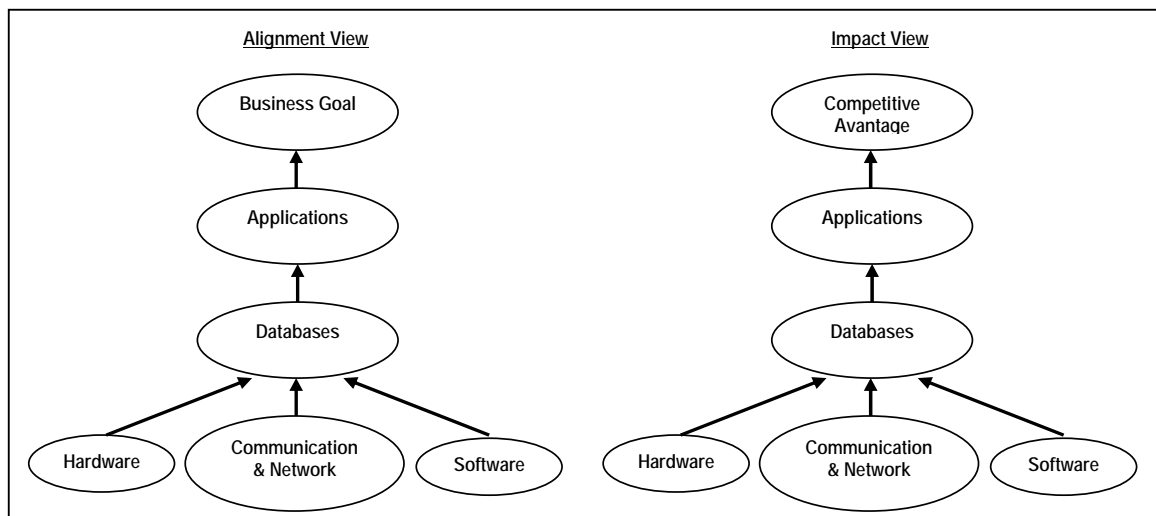 Alignment View
Business Goal
Applications
Databases
Hardware
Communication
& Network
Software
Impact View
Competitive
Avantage
Applications
Databases
Hardware
Communication
& Network
Software